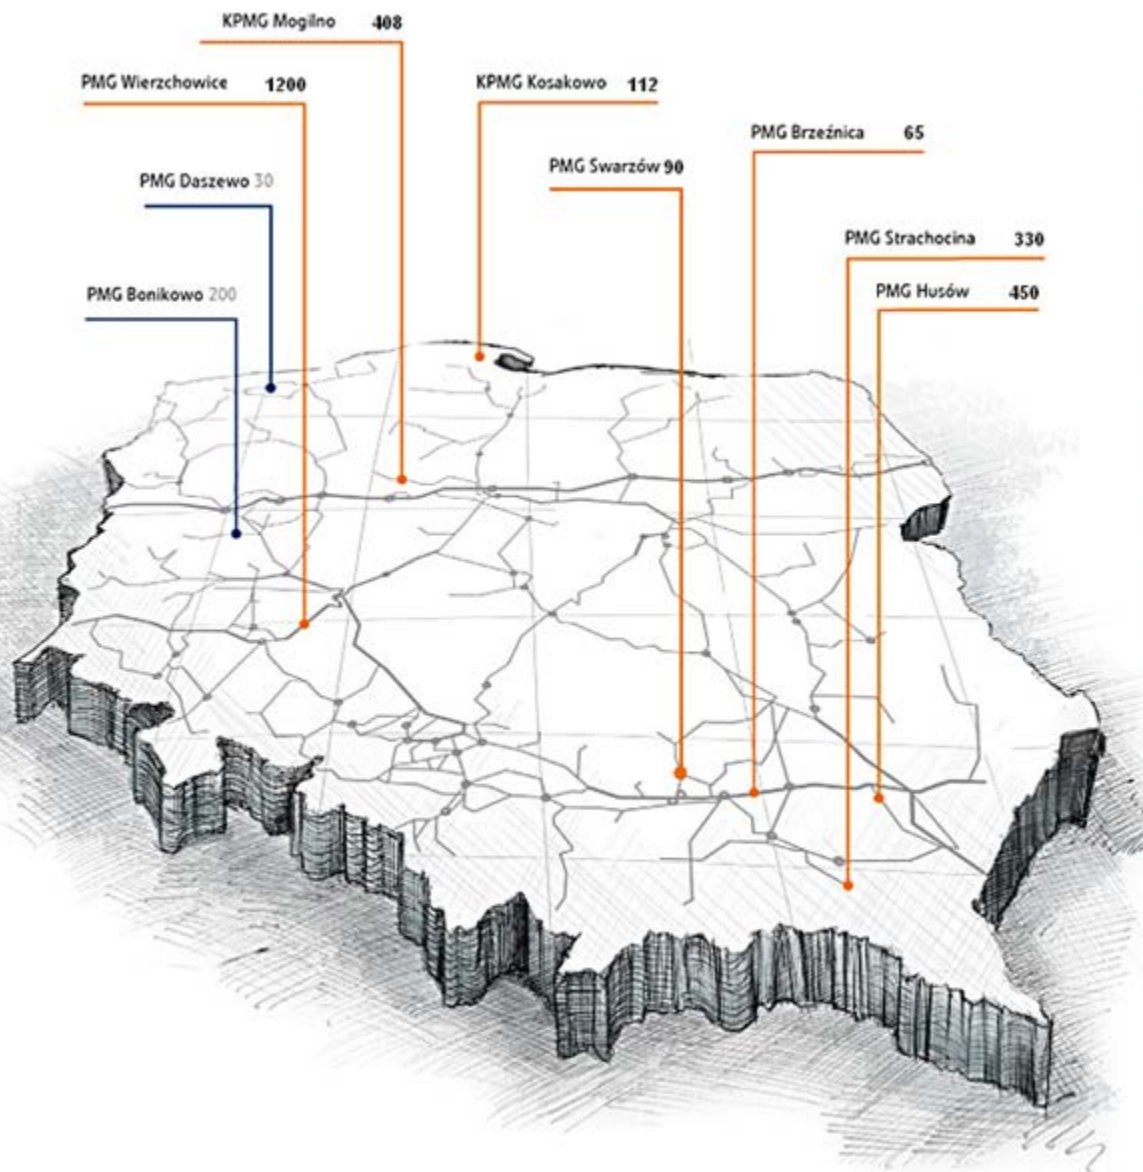 KPMG Mogilno 408
PMG Wierzchowice 1200
KPMG Kosakowo 112
PMG Brzeźnica 65
PMG Swarzów 90
PMG Daszewo 30
PMG Strachocina 330
PMG Husów 450
PMG Bonikowo 200